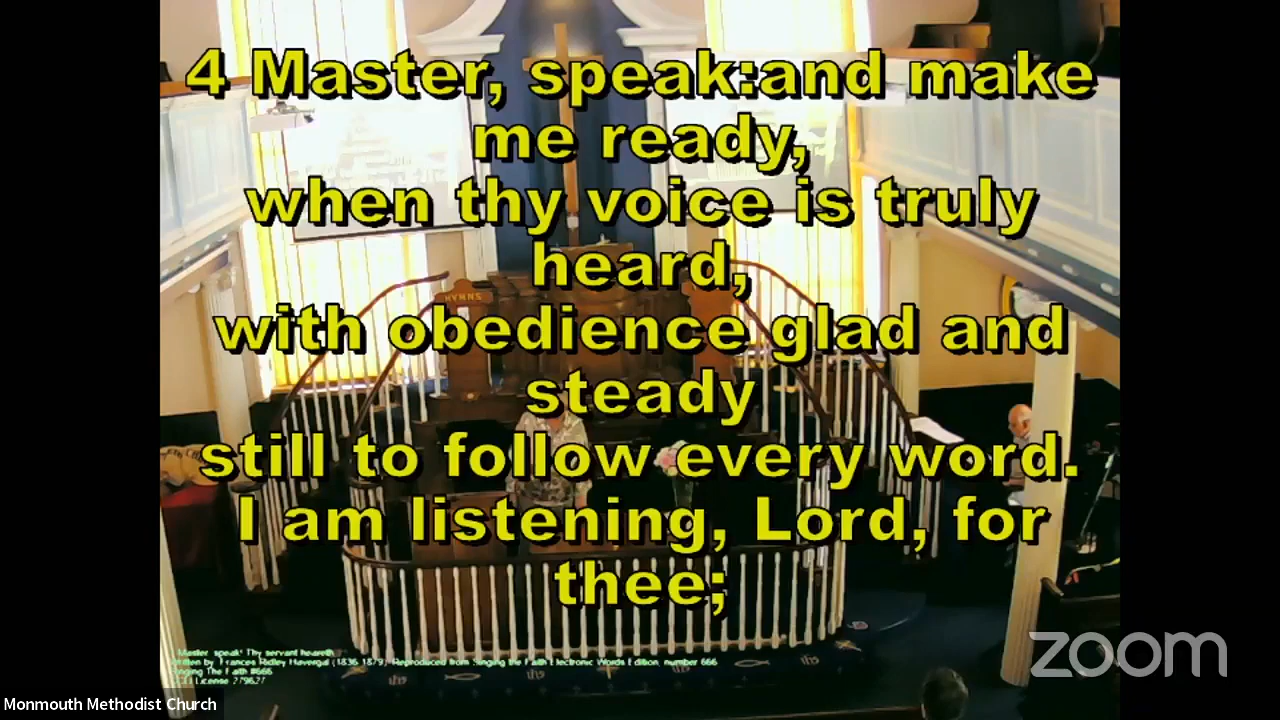 4 Master, speak:and make
me ready,
when thy voice is truly
heard,
with obedience glad and
steady
still to follow every word.
I am listening, Lord, for
thee;
HYMNS
Master, speak! Thy servant heareth
written by Frances Ridley Havergal (1836-1879) Reproduced from Singing the Faith Electronic Words Edition, number 666
Singing The Faith #666
License 279627
zoom
Monmouth Methodist Church